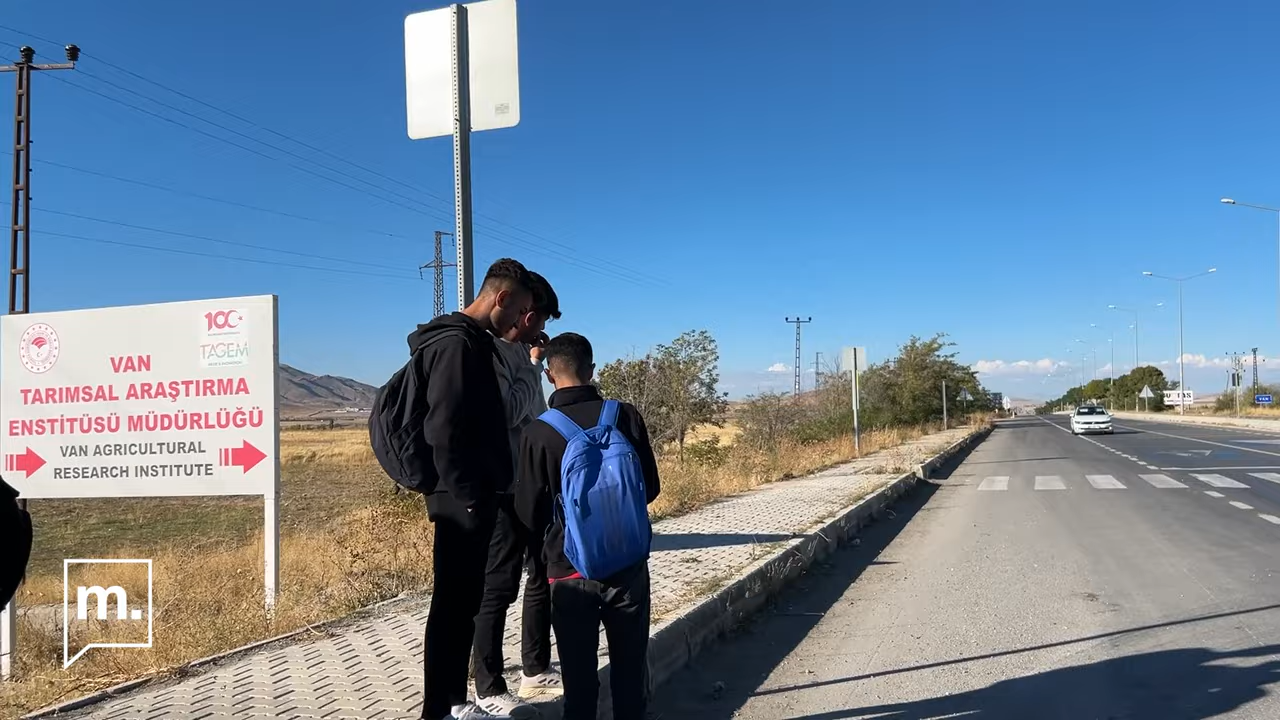 100
TAGEM
VAN
TARIMSAL ARAŞTIRMA
ENSTİTÜSÜ MÜDÜRLÜĞÜ
VAN AGRICULTURAL
RESEARCH INSTITUTE
m.